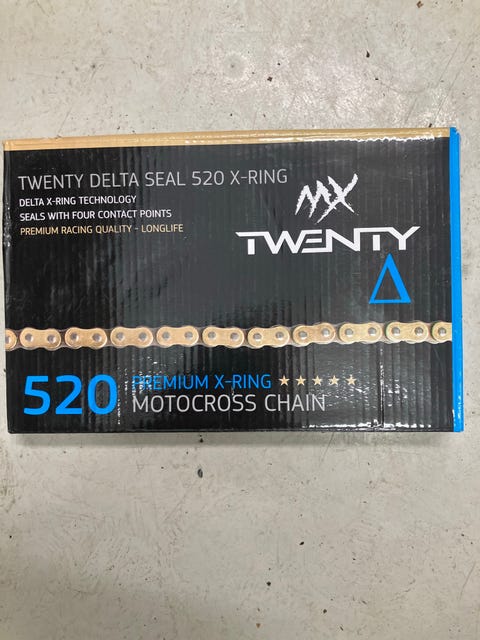 TWENTY DELTA SEAL 520 X-RING
DELTA X-RING TECHNOLOGY
SEALS WITH FOUR CONTACT POINTS
PREMIUM RACING QUALITY - LONGLIFE
MX
TWENTY
Δ
520 PREMIUM X-RING
MOTOCROSS CHAIN